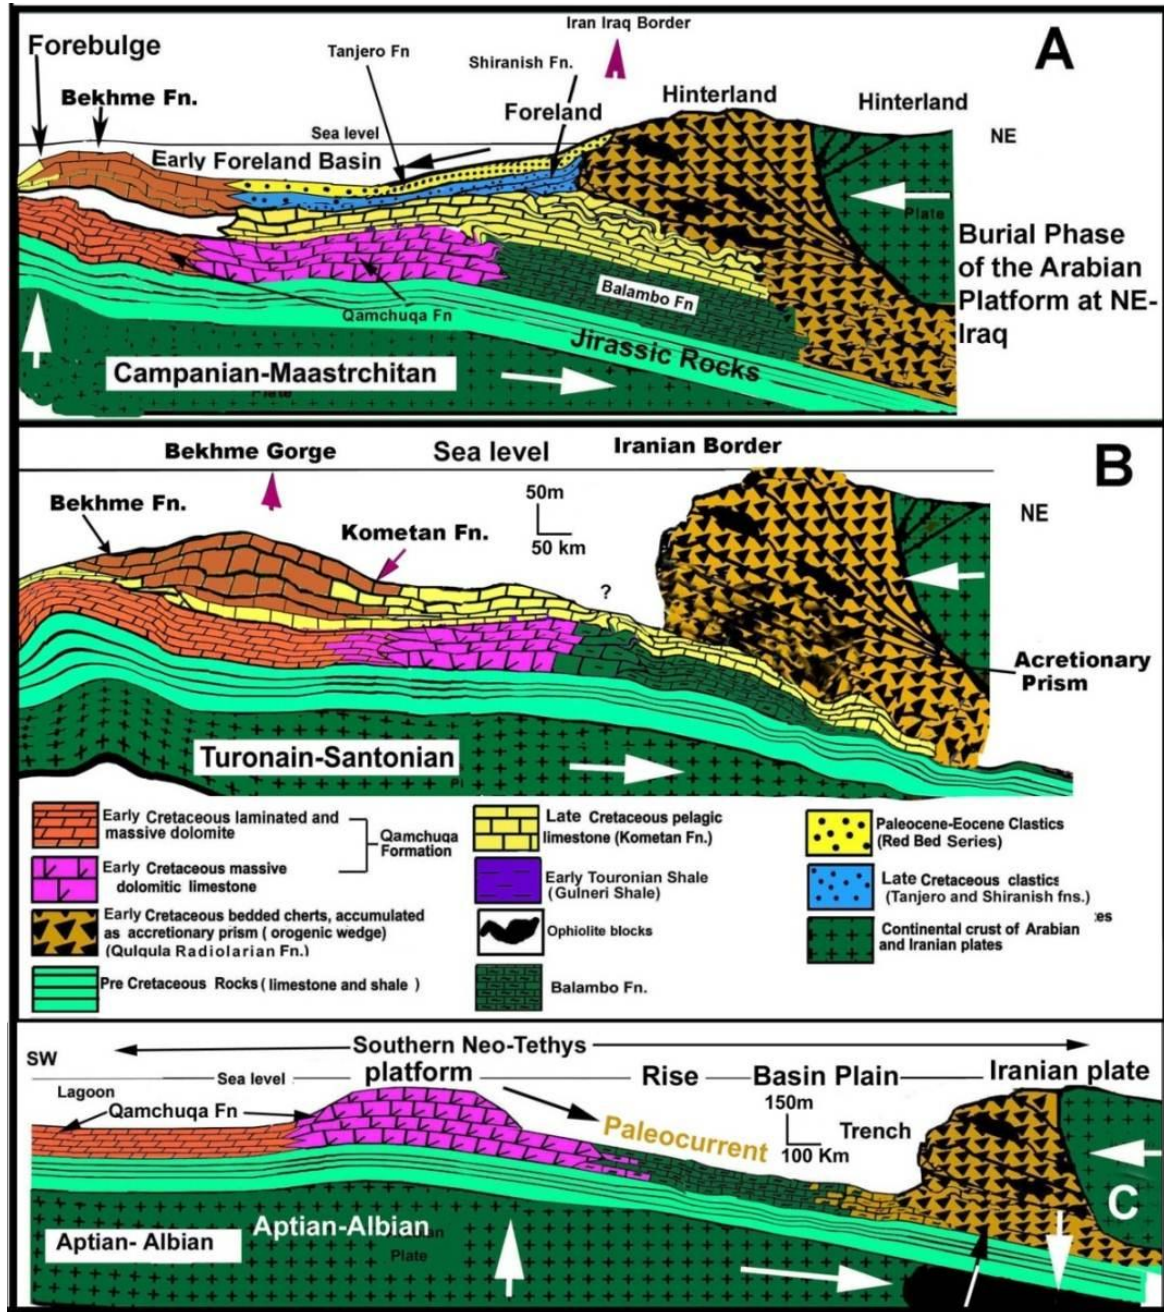 Iran Iraq Border
A
Forebulge
Tanjero Fn
Shiranish Fn.
Bekhme Fn.
Foreland
Hinterland
Hinterland
Sea level
NE
Early Foreland Basin
Plate
Burial Phase
of the Arabian
Platform at NE-
Iraq
Balambo Fn
Qamchuqa Fn
Jirassic Rocks
Campanian-Maastrchitan
Plate
Bekhme Gorge
Sea level
Iranian Border
B
50m
50 km
Bekhme Fn.
Kometan Fn.
NE
?
Acretionary
Prism
Turonain-Santonian
Pl
Early Cretaceous laminated and
massive dolomite
Qamchuqa
Formation
Early Cretaceous massive
dolomitic limestone
Early Cretaceous bedded cherts, accumulated
as accretionary prism ( orogenic wedge)
(Qulqula Radiolarian Fn.)
Pre Cretaceous Rocks ( limestone and shale )
Late Cretaceous pelagic
limestone (Kometan Fn.)
Early Touronian Shale
(Gulneri Shale)
Ophiolite blocks
Balambo Fn.
Paleocene-Eocene Clastics
(Red Bed Series)
Late Cretaceous clastics
(Tanjero and Shiranish fns.)
Continental crust of Arabian
and Iranian plates
es
SW
Southern Neo-Tethys
platform
Sea level
Rise
Basin Plain
Iranian plate
Lagoon
Qamchuqa Fn
150m
100 Km
Paleocurrent
Trench
C
Aptian-Albian
Aptian- Albian
Plate